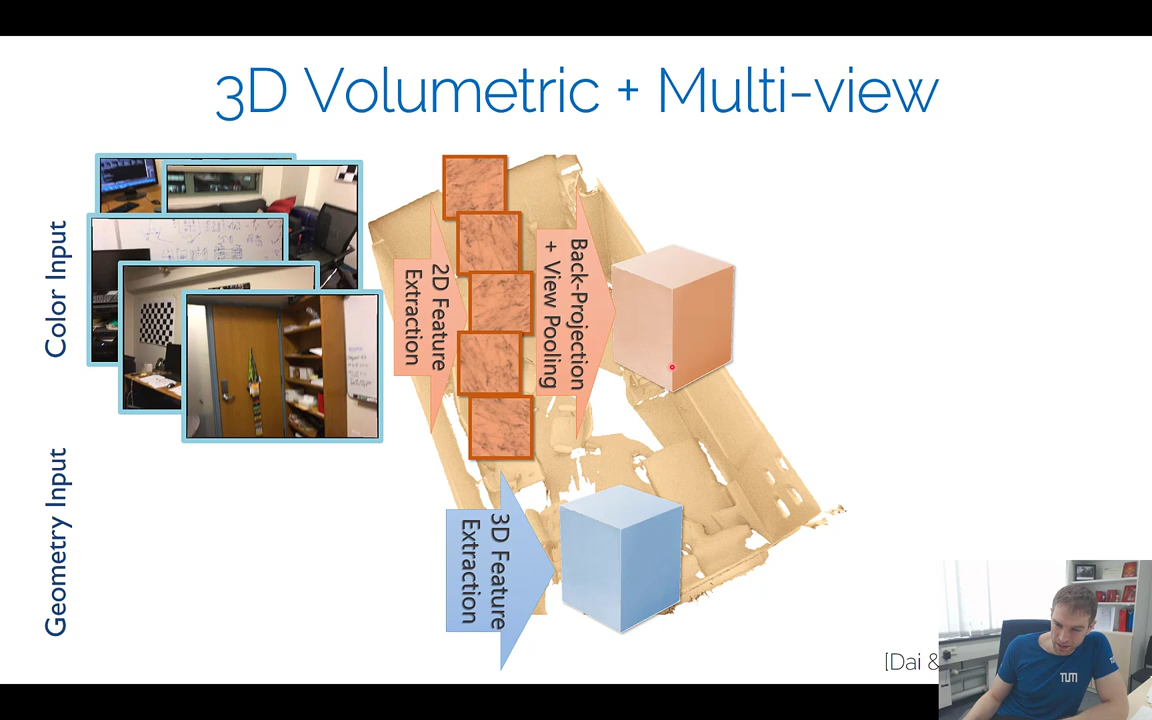 3D Volumetric + Multi-view
Color Input
2D Feature
Extraction
Back-Projection
+ View Pooling
Geometry Input
3D Feature
Extraction
[Dai &
TUM